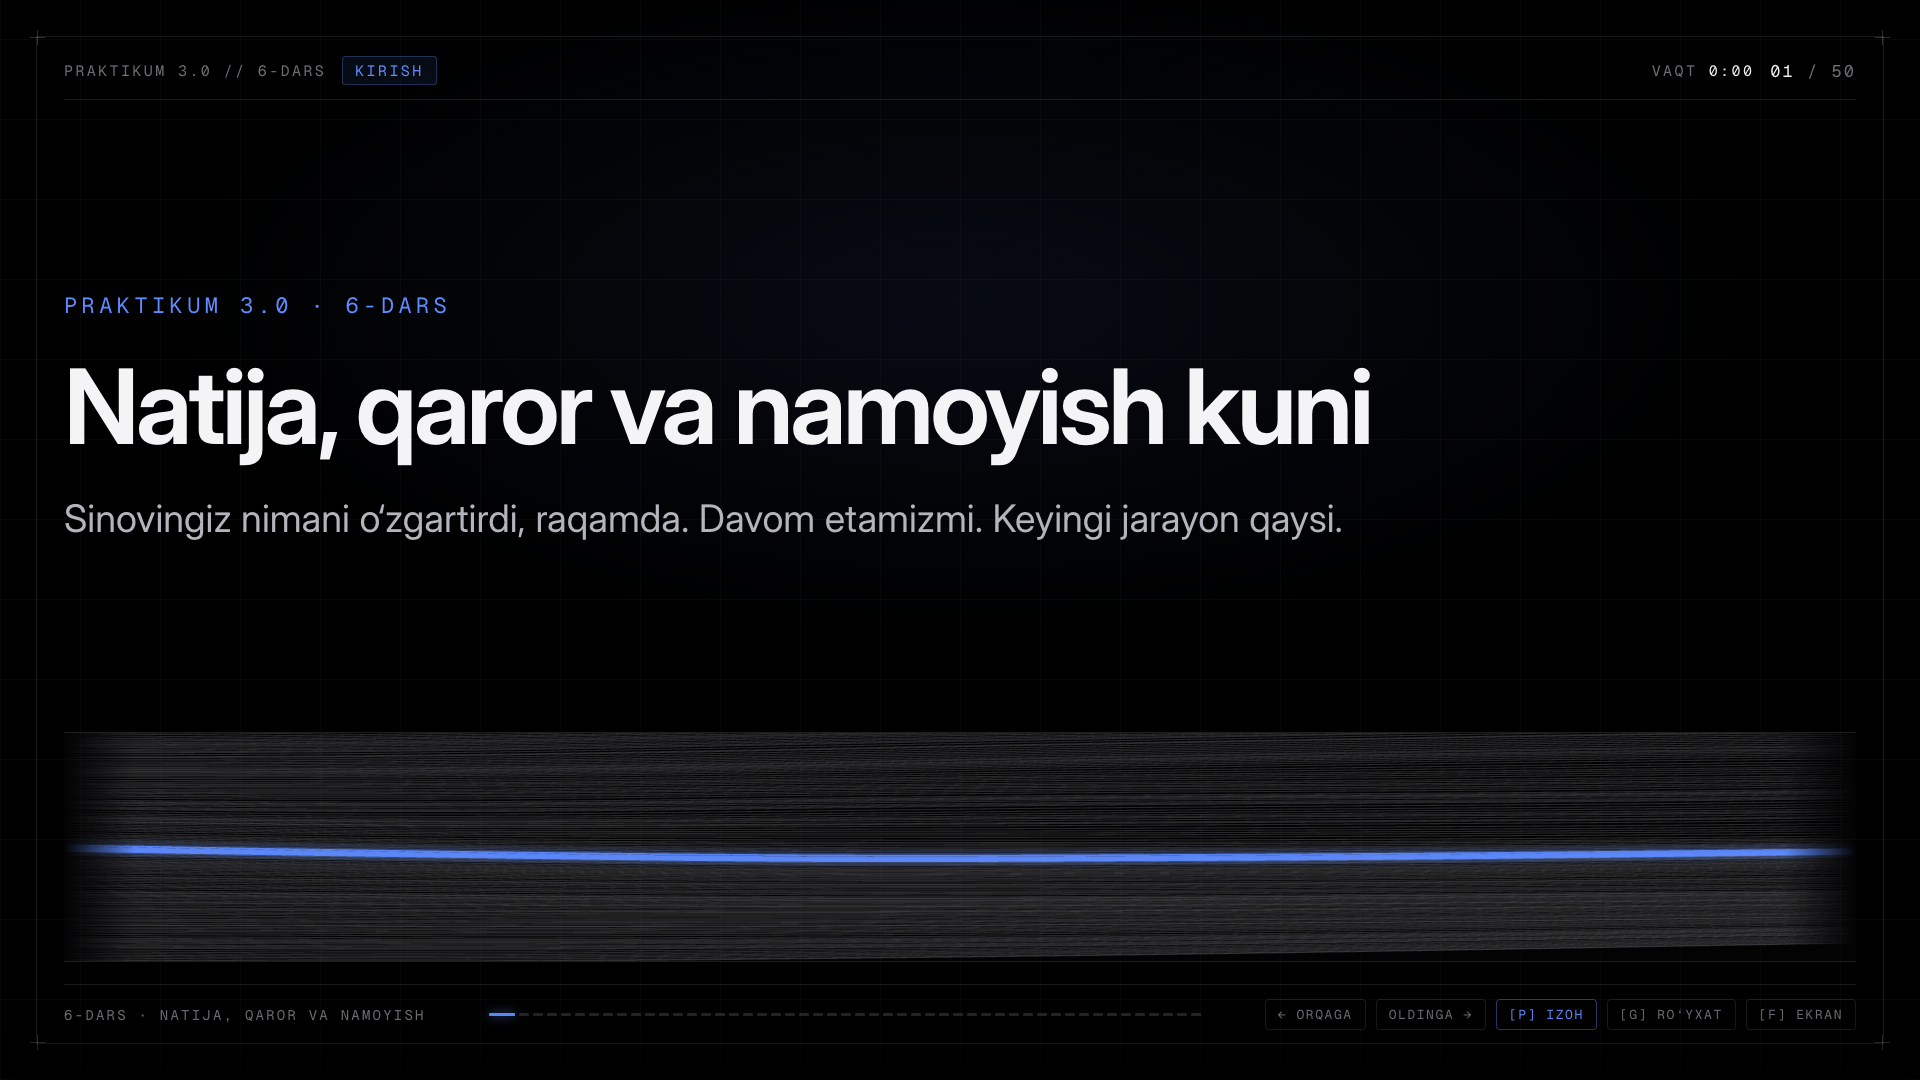 PRAKTIKUM 3.0 // 6-DARS KIRISH VAQT 0:00 01 / 50
PRAKTIKUM 3.0 · 6-DARS
Natija, qaror va namoyish kuni
Sinovingiz nimani oʻzgartirdi, raqamda. Davom etamizmi. Keyingi jarayon qaysi.
6-DARS · NATIJA, QAROR VA NAMOYISH ← ORQAGA OLDINGA → [P] IZOH [G] ROʻYXAT [F] EKRAN